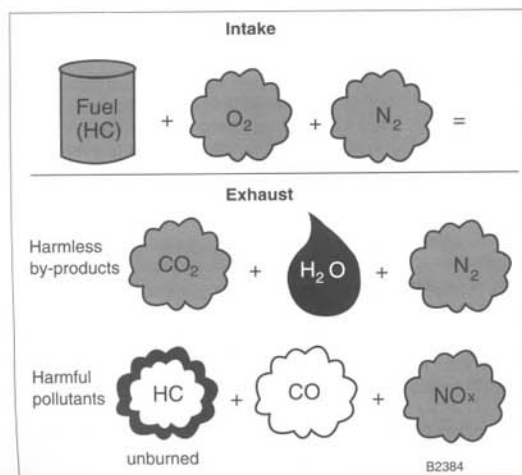 Intake
Fuel
(HC)
+
O₂
+
N₂
=
Exhaust
Harmless
by-products
CO₂
+
H₂O
+
N₂
Harmful
pollutants
HC
+
CO
+
NOx
unburned
B2384